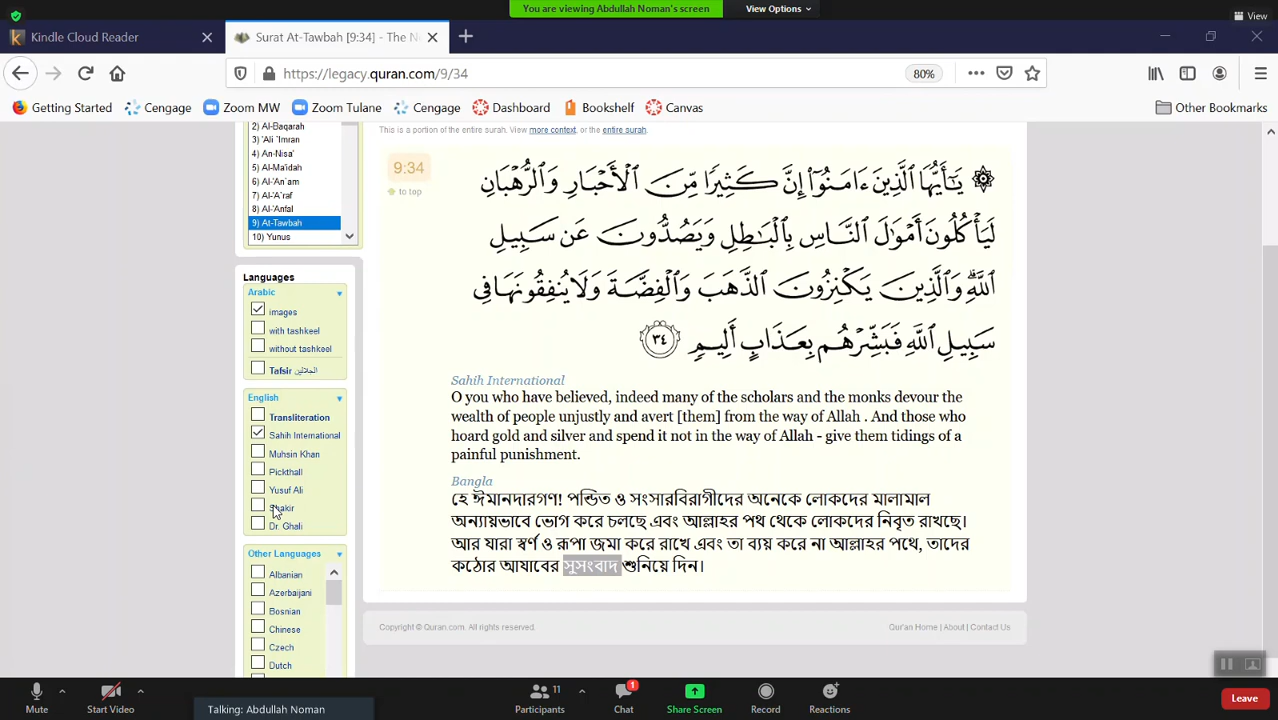 You are viewing Abdullah Noman's screen
View Options
View
Kindle Cloud Reader
Surat At-Tawbah [9:34] - The N
https://legacy.quran.com/9/34
80%
Getting Started
Cengage
Zoom MW
Zoom Tulane
Cengage
Dashboard
Bookshelf
Canvas
Other Bookmarks
2) Al-Baqarah
3) 'Ali `Imran
4) An-Nisa'
5) Al-Ma'idah
6) Al-'An`am
7) Al-'A`raf
8) Al-'Anfal
9) At-Tawbah
10) Yunus
Languages
Arabic
images
with tashkeel
without tashkeel
Tafsir الجلالين
English
Transliteration
Sahih International
Muhsin Khan
Pickthall
Yusuf Ali
Shakir
Dr. Ghali
Other Languages
Albanian
Azerbaijani
Bosnian
Chinese
Czech
Dutch
This is a portion of the entire surah. View more context, or the entire surah.
9:34
to top
۞ يَـٰٓأَيُّهَا ٱلَّذِينَ ءَامَنُوٓا۟ إِنَّ كَثِيرًا مِّنَ ٱلْأَحْبَارِ وَٱلرُّهْبَانِ
لَيَأْكُلُونَ أَمْوَٰلَ ٱلنَّاسِ بِٱلْبَـٰطِلِ وَيَصُدُّونَ عَن سَبِيلِ
ٱللَّهِ ۗ وَٱلَّذِينَ يَكْنِزُونَ ٱلذَّهَبَ وَٱلْفِضَّةَ وَلَا يُنفِقُونَهَا فِى
سَبِيلِ ٱللَّهِ فَبَشِّرْهُم بِعَذَابٍ أَلِيمٍ ٣٤
Sahih International
O you who have believed, indeed many of the scholars and the monks devour the
wealth of people unjustly and avert [them] from the way of Allah . And those who
hoard gold and silver and spend it not in the way of Allah - give them tidings of a
painful punishment.
Bangla
হে ঈমানদারগণ! পন্ডিত ও সংসারবিরাগীদের অনেকে লোকদের মালামাল
অন্যায়ভাবে ভোগ করে চলছে এবং আল্লাহর পথ থেকে লোকদের নিবৃত রাখছে।
আর যারা স্বর্ণ ও রূপা জমা করে রাখে এবং তা ব্যয় করে না আল্লাহর পথে, তাদের
কঠোর আযাবের সুসংবাদ শুনিয়ে দিন।
Copyright © Quran.com. All rights reserved.
Qur'an Home | About | Contact Us
Mute
Start Video
Talking: Abdullah Noman
11
Participants
1
Chat
Share Screen
Record
Reactions
Leave